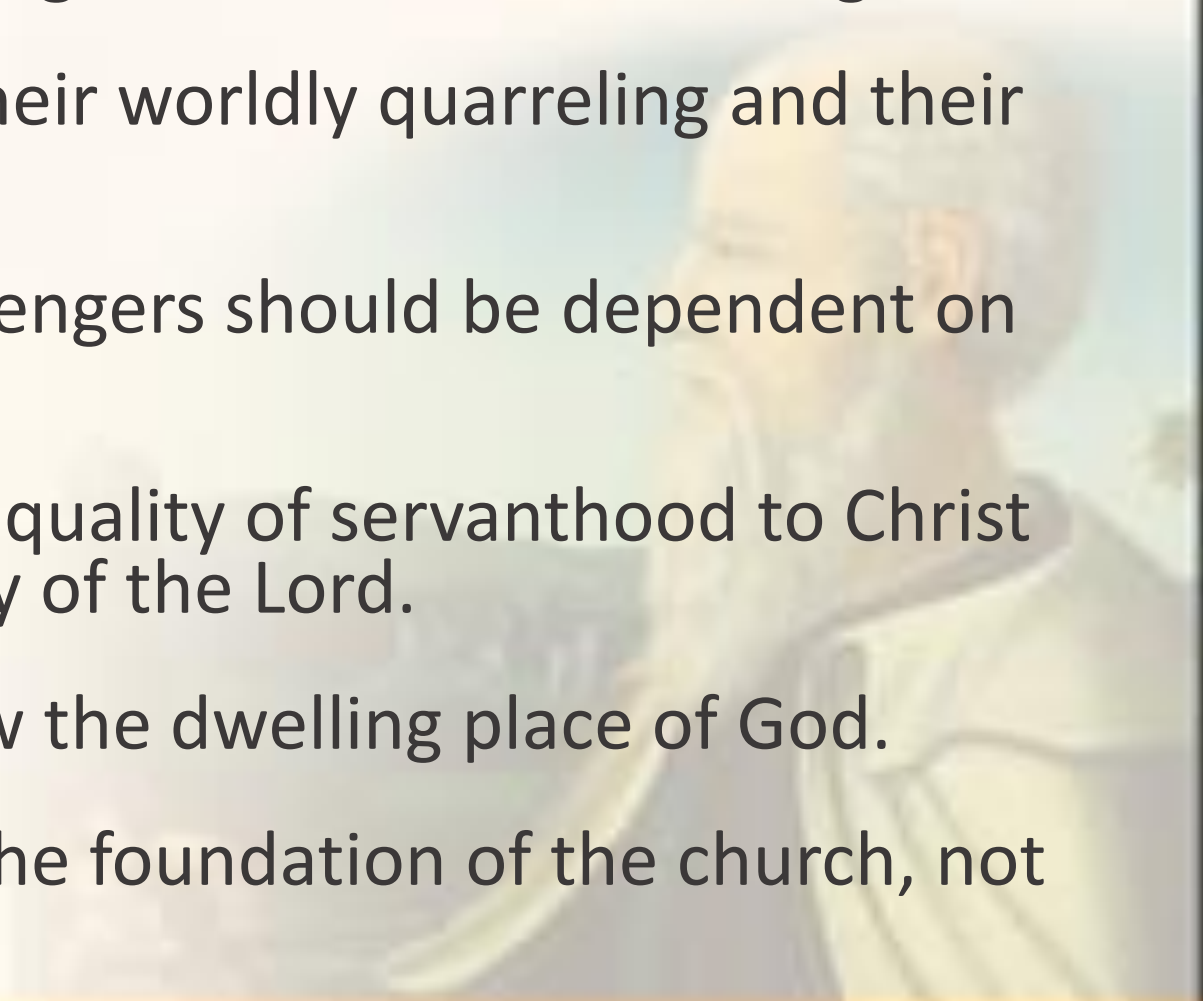 heir worldly quarreling and their
engers should be dependent on
quality of servanthood to Christ
y of the Lord.
w the dwelling place of God.
he foundation of the church, not